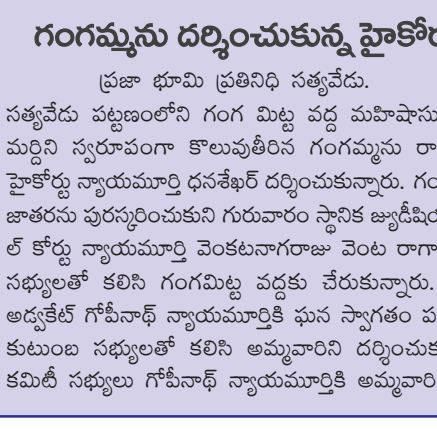 గంగమ్మను దర్శించుకున్న హైకో
ప్రజా భూమి ప్రతినిధి సత్యవేడు.
సత్యవేడు పట్టణంలోని గంగ మిట్ట వద్ద మహిషాసు
మర్దిని స్వరూపంగా కొలువుతీరిన గంగమ్మను రా
హైకోర్టు న్యాయమూర్తి ధనశేఖర్ దర్శించుకున్నారు. గం
జాతరను పురస్కరించుకుని గురువారం స్థానిక జ్యుడీషి
ల్ కోర్టు న్యాయమూర్తి వెంకటనాగరాజు వెంట రాగా
సభ్యులతో కలిసి గంగమిట్ట వద్దకు చేరుకున్నారు.
అడ్వకేట్ గోపీనాథ్ న్యాయమూర్తికి ఘన స్వాగతం ప
కుటుంబ సభ్యులతో కలిసి అమ్మవారిని దర్శించుక
కమిటీ సభ్యులు గోపీనాథ్ న్యాయమూర్తికి అమ్మవారి